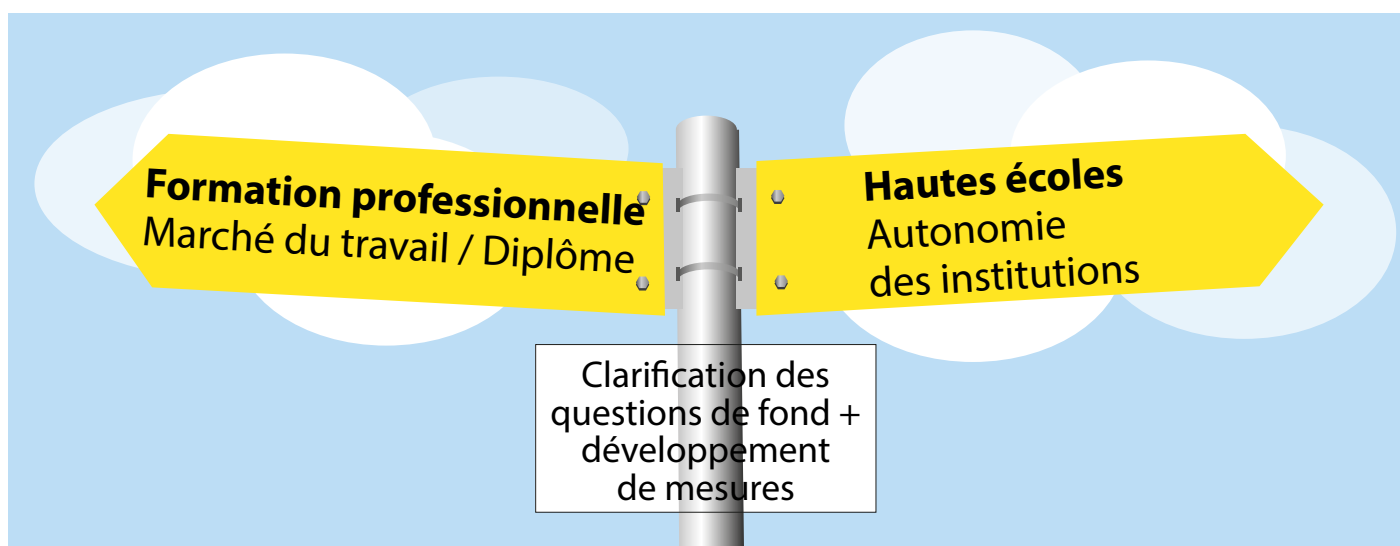 Formation professionnelle
Marché du travail / Diplôme
Hautes écoles
Autonomie
des institutions
Clarification des
questions de fond +
développement
de mesures